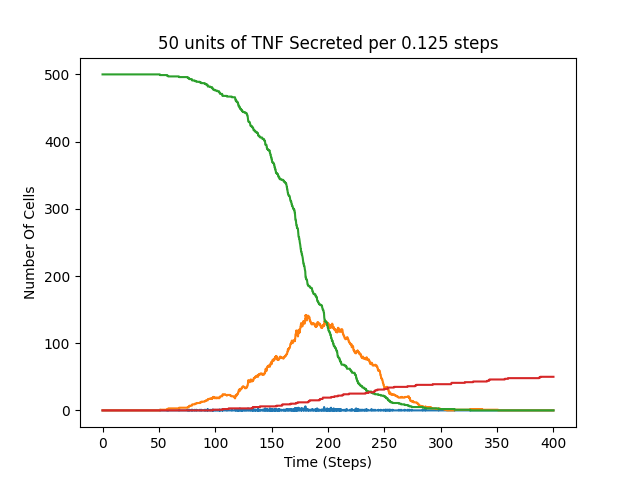 50 units of TNF Secreted per 0.125 steps
500
400
300
200
100
0
Number Of Cells
0 50 100 150 200 250 300 350 400
Time (Steps)